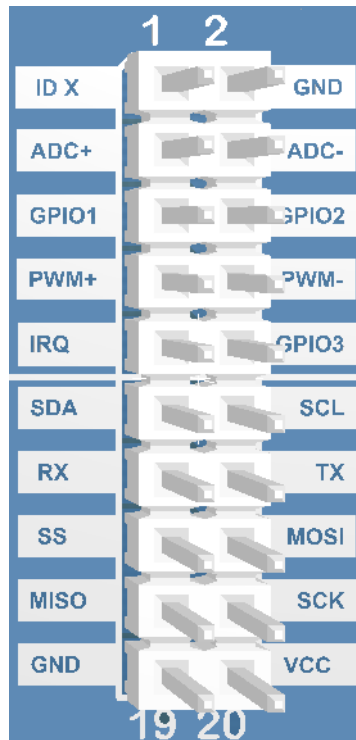 1 2
ID X GND
ADC+ ADC-
GPIO1 GPIO2
PWM+ PWM-
IRQ GPIO3
SDA SCL
RX TX
SS MOSI
MISO SCK
GND VCC
19 20